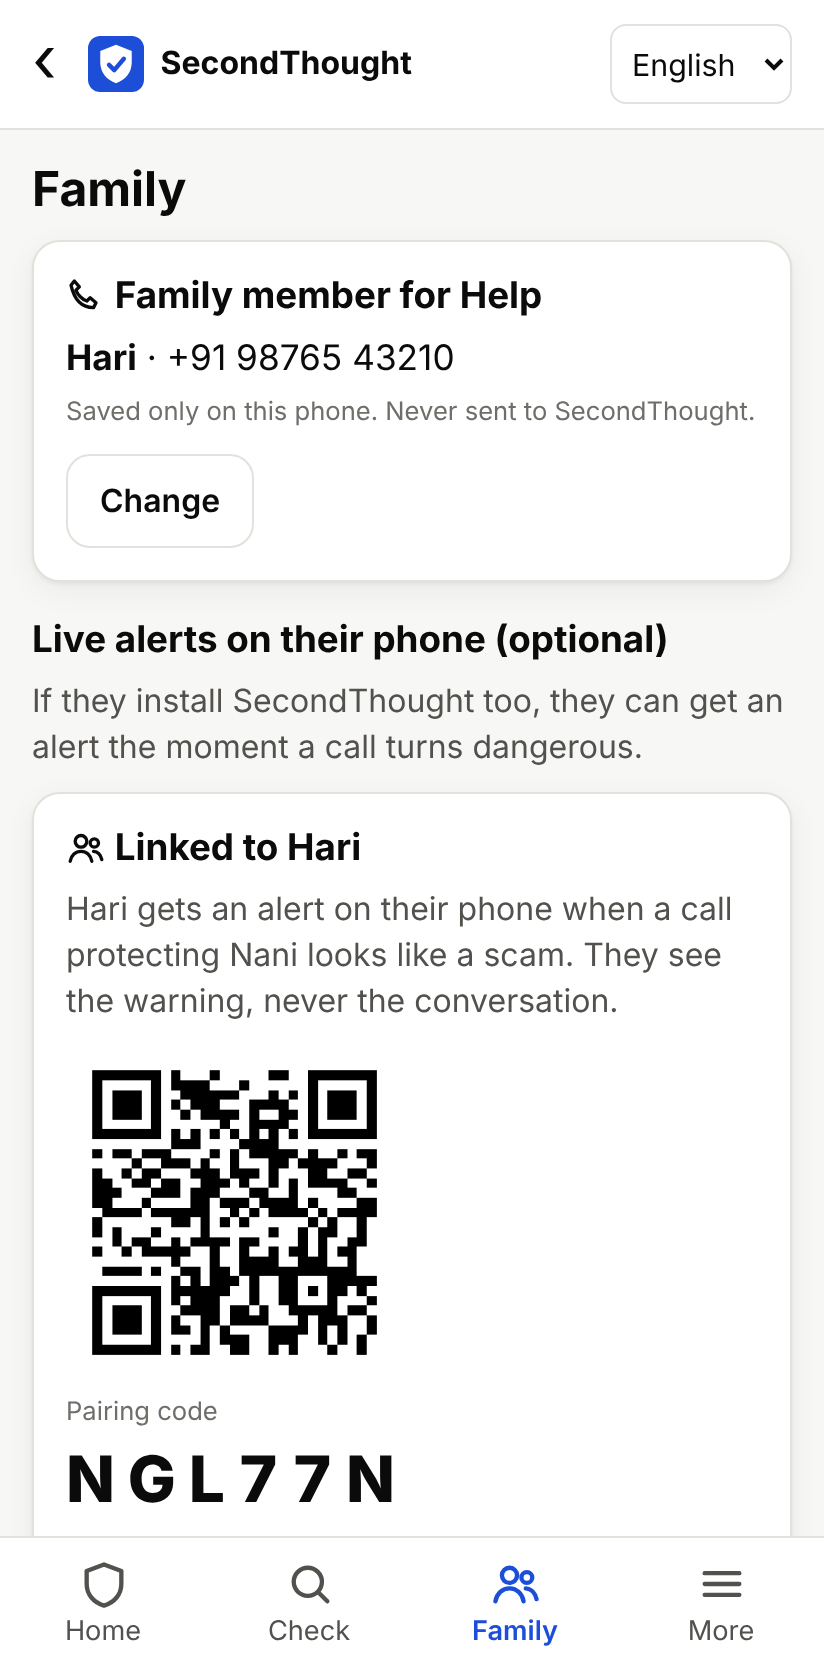 SecondThought
English
Family
Family member for Help
Hari · +91 98765 43210
Saved only on this phone. Never sent to SecondThought.
Change
Live alerts on their phone (optional)
If they install SecondThought too, they can get an
alert the moment a call turns dangerous.
Linked to Hari
Hari gets an alert on their phone when a call
protecting Nani looks like a scam. They see
the warning, never the conversation.
Pairing code
NGL77N
Home
Check
Family
More